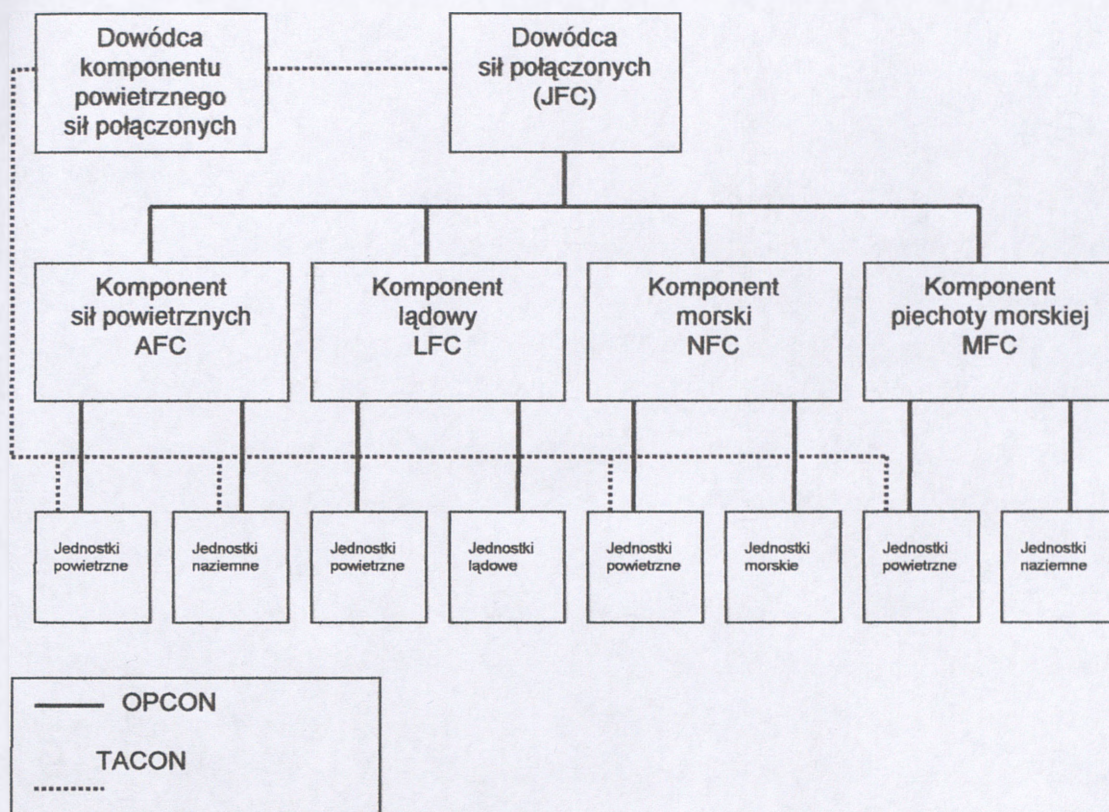 Dowódca
komponentu
powietrznego
sił połączonych
Dowódca
sił połączonych
(JFC)
Komponent
sił powietrznych
AFC
Komponent
lądowy
LFC
Komponent
morski
NFC
Komponent
piechoty morskiej
MFC
Jednostki
powietrzne
Jednostki
naziemne
Jednostki
powietrzne
Jednostki
lądowe
Jednostki
powietrzne
Jednostki
morskie
Jednostki
powietrzne
Jednostki
naziemne
OPCON
TACON